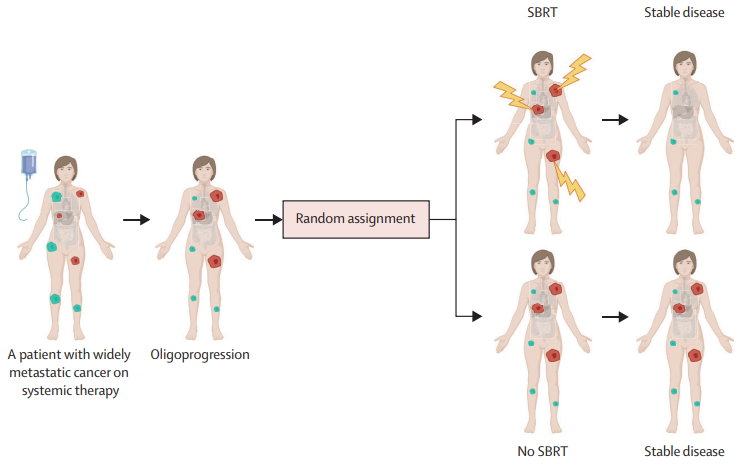 SBRT
Stable disease
Random assignment
A patient with widely
metastatic cancer on
systemic therapy
Oligoprogression
No SBRT
Stable disease